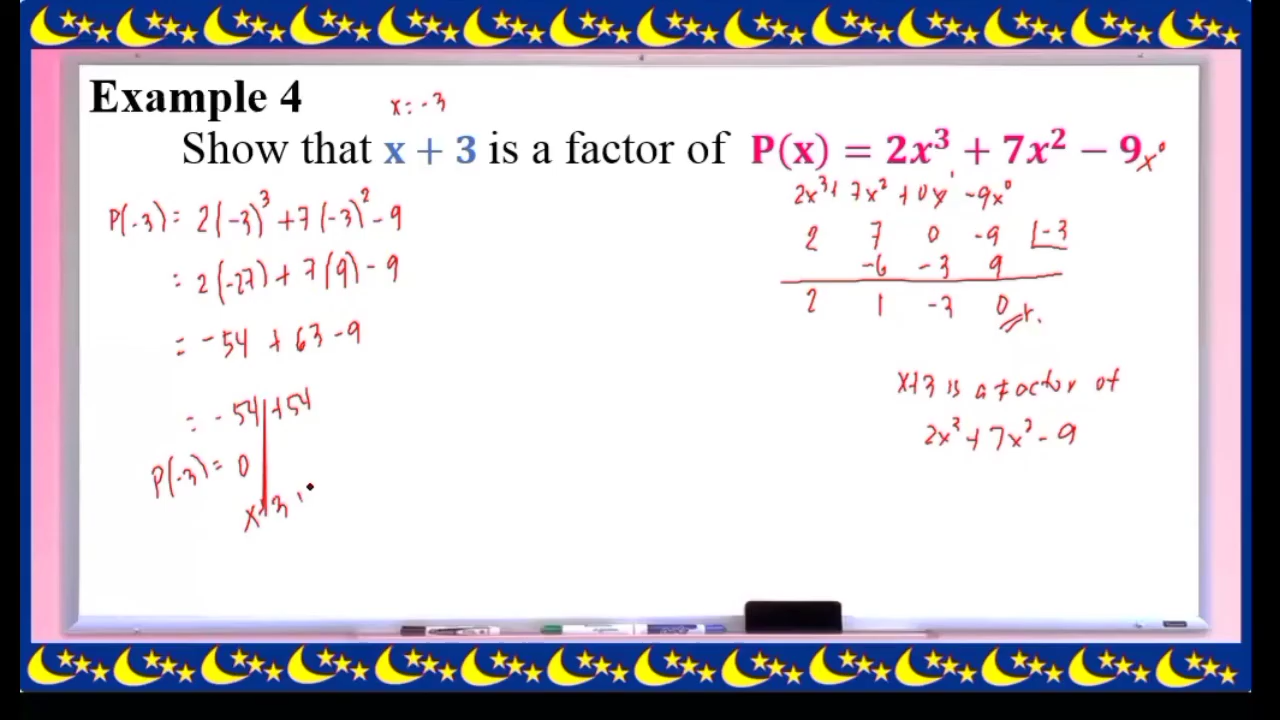 Example 4
x = -3
Show that x + 3 is a factor of P(x) = 2x³ + 7x² − 9x⁰
P(-3) = 2(-3)³ + 7(-3)² - 9
= 2(-27) + 7(9) - 9
= -54 + 63 - 9
= -54 + 54
P(-3) = 0
x+3
2x³ + 7x² + 0x¹ - 9x⁰
2 7 0 -9 |-3
-6 -3 9
2 1 -3 0 r.
x+3 is a factor of
2x³ + 7x² - 9